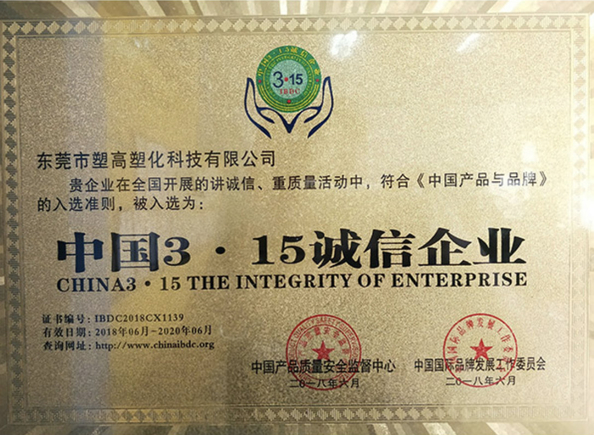 3·15
IBDC
东莞市塑高塑化科技有限公司
贵企业在全国开展的讲诚信、重质量活动中，符合《中国产品与品牌》
的入选准则，被入选为：
中国3·15诚信企业
CHINA3·15 THE INTEGRITY OF ENTERPRISE
证书编号：IBDC2018CX1139
有效日期：2018年06月~2020年06月
查询网址：http://www.chinaibdc.org
中国产品质量安全监督中心
二〇一八年六月
中国国际品牌发展工作委员会
二〇一八年六月